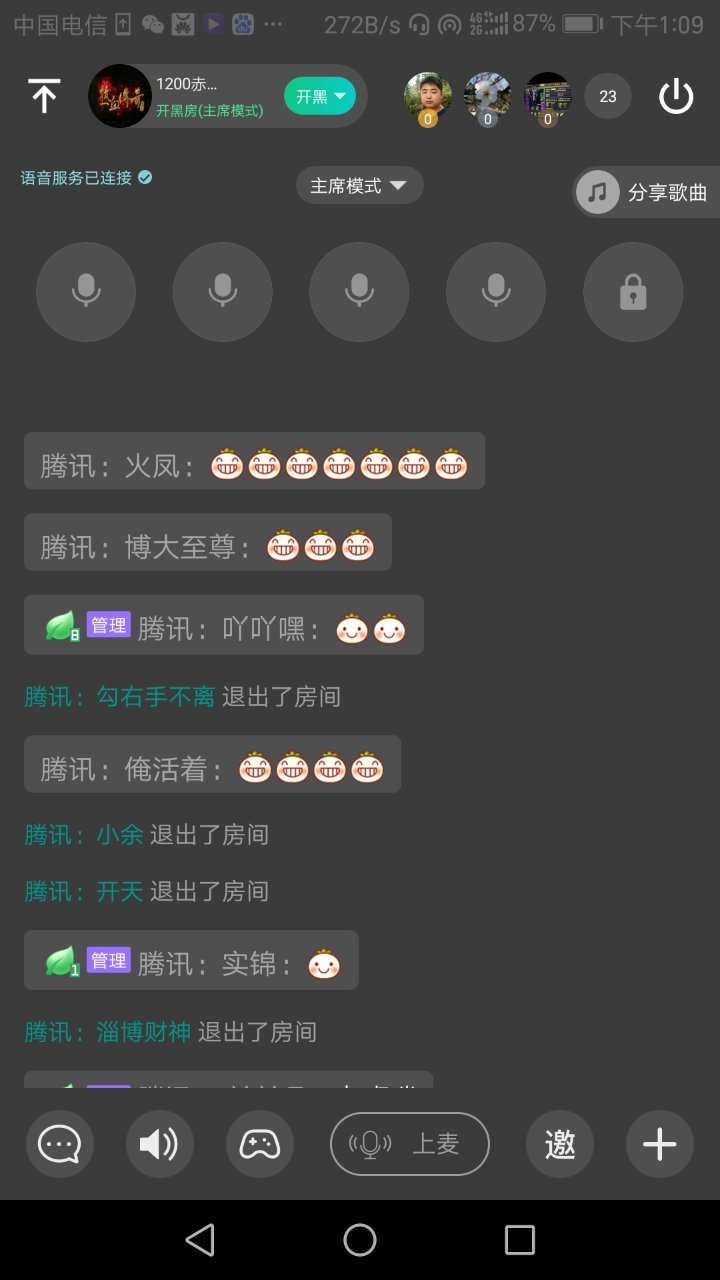 中国电信 272B/s 4G 2G 87% 下午1:09
1200赤...
开黑房(主席模式)
开黑
0 0 0
23
语音服务已连接
主席模式
分享歌曲
腾讯：火凤：
腾讯：博大至尊：
8 管理 腾讯：吖吖嘿：
腾讯：勾右手不离 退出了房间
腾讯：俺活着：
腾讯：小余 退出了房间
腾讯：开天 退出了房间
1 管理 腾讯：实锦：
腾讯：淄博财神 退出了房间
上麦
邀